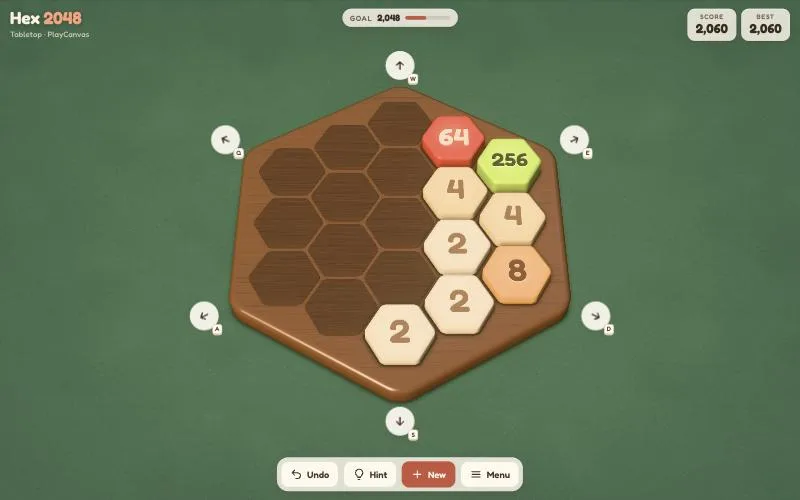 Hex 2048
Tabletop · PlayCanvas
GOAL 2,048
SCORE
2,060
BEST
2,060
W
Q
E
64
256
4
4
2
8
2
2
A
D
S
Undo
Hint
New
Menu